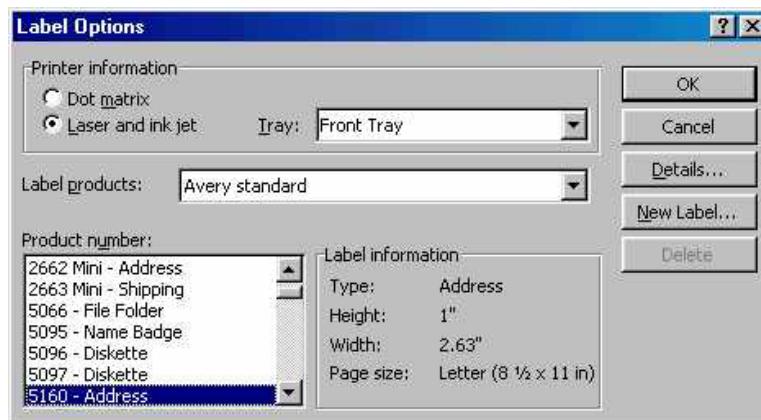 Label Options
Printer information
Dot matrix
Laser and ink jet Tray: Front Tray
OK
Cancel
Label products: Avery standard
Details...
New Label...
Delete
Product number:
2662 Mini - Address
2663 Mini - Shipping
5066 - File Folder
5095 - Name Badge
5096 - Diskette
5097 - Diskette
5160 - Address
Label information
Type: Address
Height: 1"
Width: 2.63"
Page size: Letter (8 ½ x 11 in)